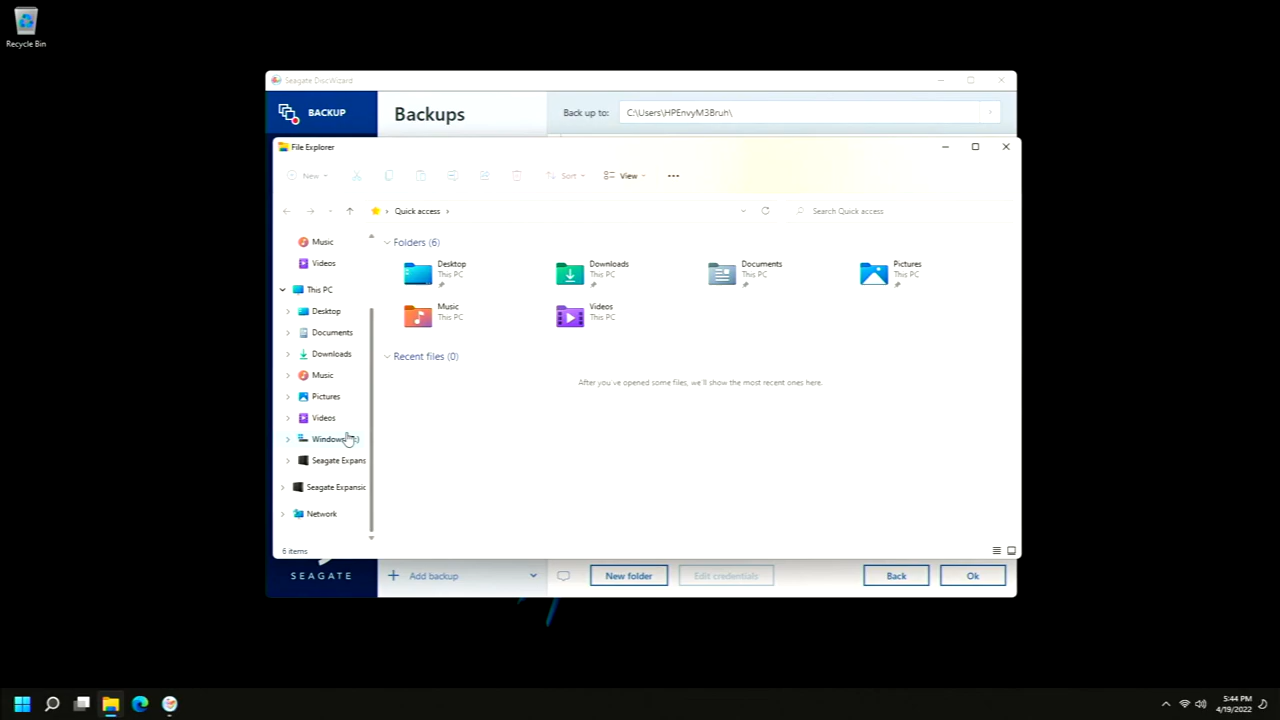 Recycle Bin
Seagate DiscWizard
BACKUP
Backups
Back up to:
C:\Users\HPEnvyM3Bruh\
File Explorer
New
Sort
View
Quick access
Search Quick access
Music
Videos
This PC
Desktop
Documents
Downloads
Music
Pictures
Videos
Seagate Expans
Seagate Expansic
Network
Folders (6)
Desktop
This PC
Downloads
This PC
Documents
This PC
Pictures
This PC
Music
This PC
Videos
This PC
Recent files (0)
After you've opened some files, we'll show the most recent ones here.
6 items
SEAGATE
Add backup
New folder
Edit credentials
Back
Ok
5:44 PM
4/19/2022